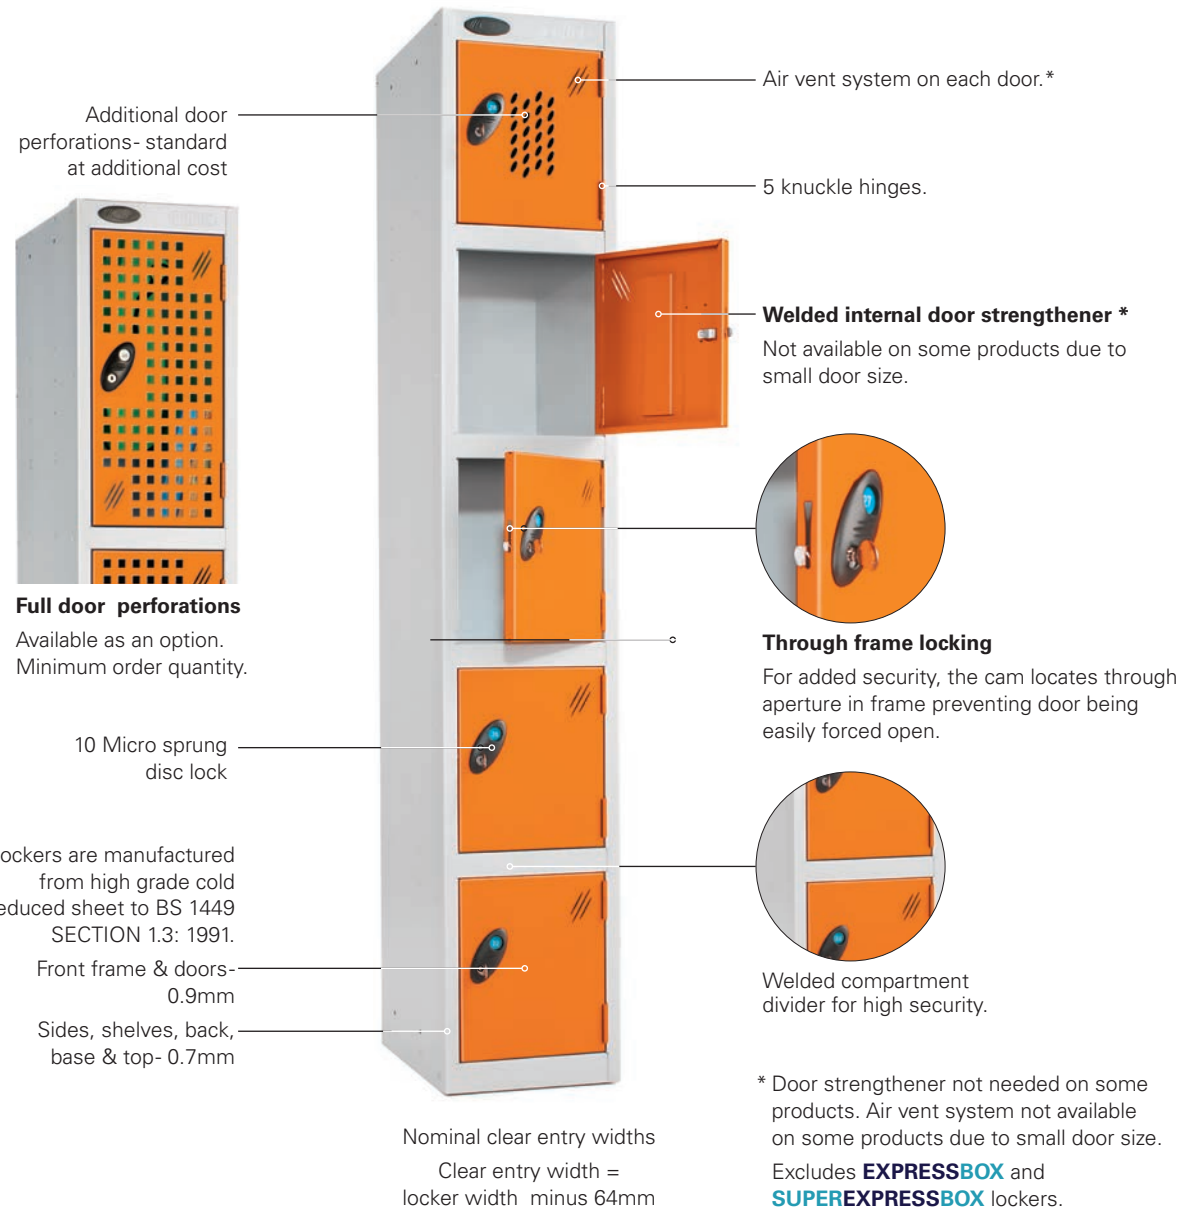 Additional door
perforations- standard
at additional cost
Full door perforations
Available as an option.
Minimum order quantity.
10 Micro sprung
disc lock
ockers are manufactured
from high grade cold
educed sheet to BS 1449
SECTION 1.3: 1991.
Front frame & doors-
0.9mm
Sides, shelves, back,
base & top- 0.7mm
Air vent system on each door.*
5 knuckle hinges.
Welded internal door strengthener *
Not available on some products due to
small door size.
Through frame locking
For added security, the cam locates through
aperture in frame preventing door being
easily forced open.
Welded compartment
divider for high security.
* Door strengthener not needed on some
products. Air vent system not available
on some products due to small door size.
Excludes EXPRESSBOX and
SUPEREXPRESSBOX lockers.
Nominal clear entry widths
Clear entry width =
locker width minus 64mm